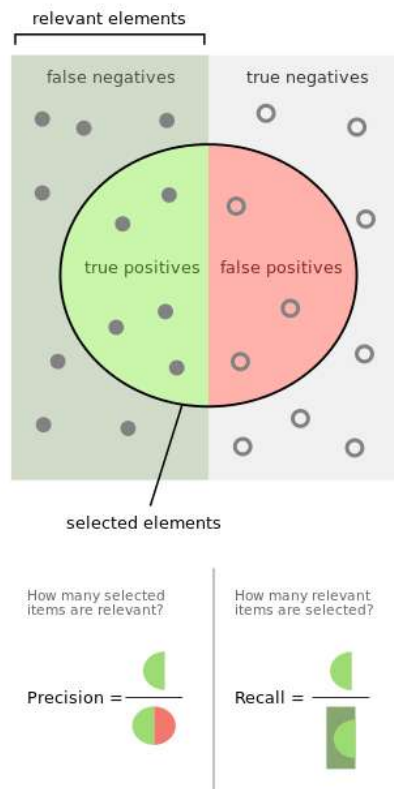 relevant elements
false negatives
true negatives
true positives
false positives
selected elements
How many selected
items are relevant?
How many relevant
items are selected?
Precision =
Recall =